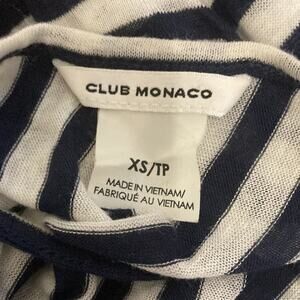 CLUB MONACO
XS/TP
MADE IN VIETNAM/
FABRIQUÉ AU VIETNAM